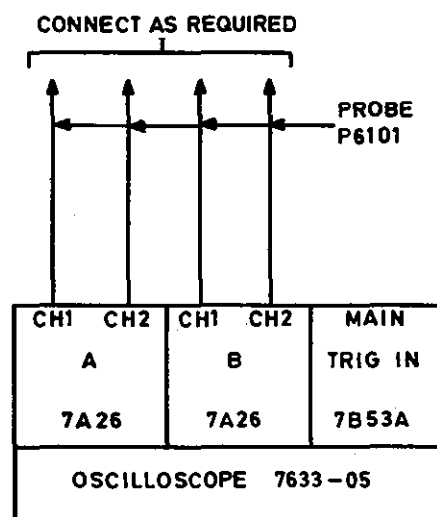 CONNECT AS REQUIRED
PROBE
P6101
CH1 CH2 CH1 CH2 MAIN
A B TRIG IN
7A26 7A26 7B53A
OSCILLOSCOPE 7633-05